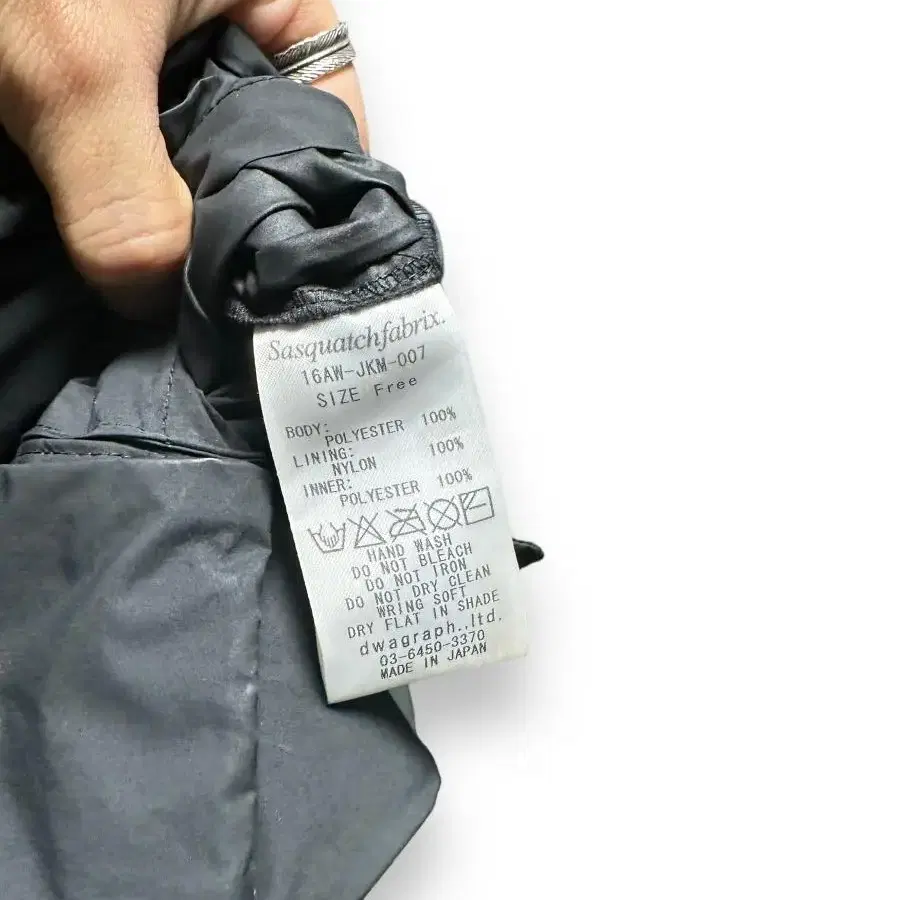 Sasquatchfabrix.
16AW-JKM-007
SIZE Free
BODY:
POLYESTER 100%
LINING: 100%
NYLON
INNER:
POLYESTER 100%
HAND WASH
DO NOT BLEACH
DO NOT IRON
DO NOT DRY CLEAN
WRING SOFT
DRY FLAT IN SHADE
dwagraph.,ltd.
03-6450-3370
MADE IN JAPAN